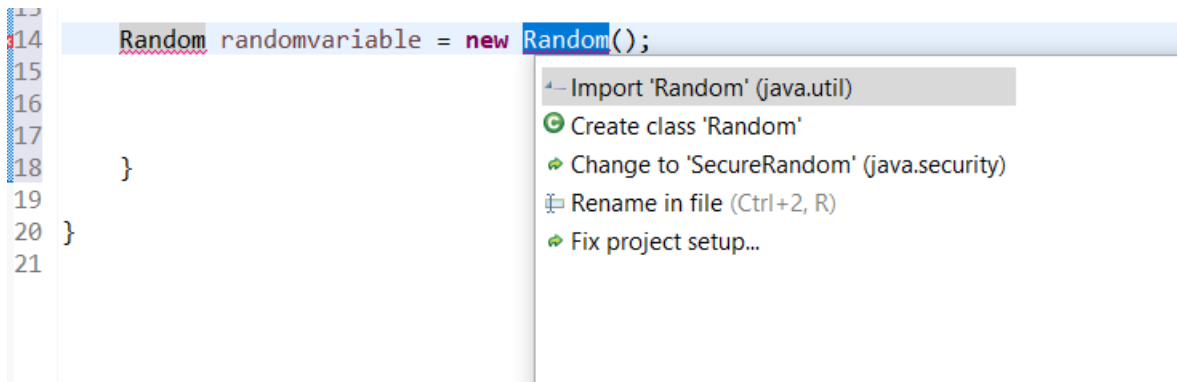 14 Random randomvariable = new Random();
15 Import 'Random' (java.util)
16 Create class 'Random'
17 Change to 'SecureRandom' (java.security)
18 }
Rename in file (Ctrl+2, R)
19
20 }
Fix project setup...
21